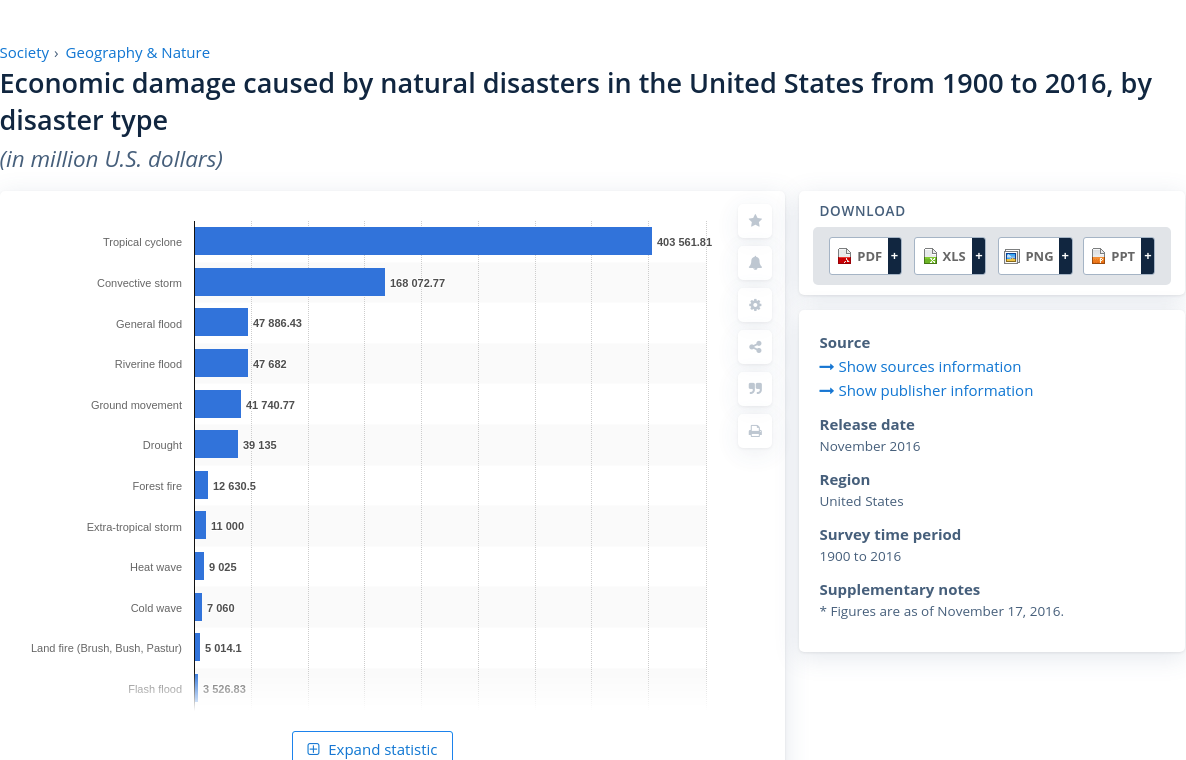 Society › Geography & Nature
Economic damage caused by natural disasters in the United States from 1900 to 2016, by
disaster type
(in million U.S. dollars)
Tropical cyclone 403 561.81
Convective storm 168 072.77
General flood 47 886.43
Riverine flood 47 682
Ground movement 41 740.77
Drought 39 135
Forest fire 12 630.5
Extra-tropical storm 11 000
Heat wave 9 025
Cold wave 7 060
Land fire (Brush, Bush, Pastur) 5 014.1
Flash flood 3 526.83
Expand statistic
DOWNLOAD
PDF + XLS + PNG + PPT +
Source
Show sources information
Show publisher information
Release date
November 2016
Region
United States
Survey time period
1900 to 2016
Supplementary notes
* Figures are as of November 17, 2016.